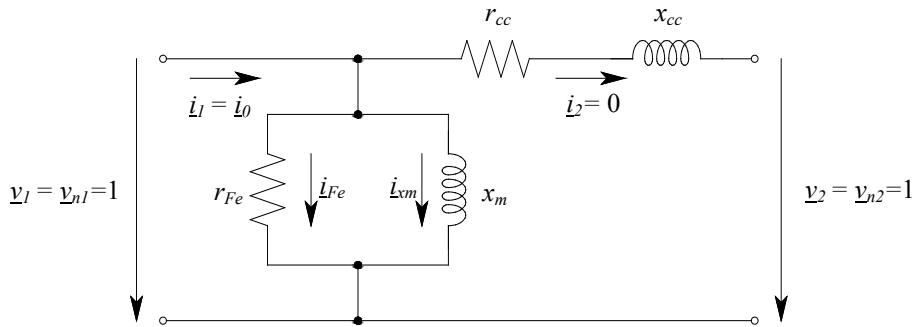 r_cc
x_cc
i_1 = i_0
i_2 = 0
r_Fe
i_Fe
i_xm
x_m
v_1 = v_n1=1
v_2 = v_n2=1